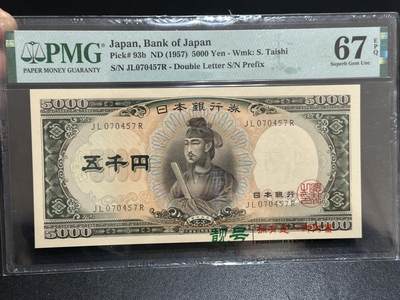 PMG
PAPER MONEY GUARANTY
Japan, Bank of Japan
Pick# 93b ND (1957) 5000 Yen - Wmk: S. Taishi
S/N JL070457R - Double Letter S/N Prefix
67 EPQ
Superb Gem Unc
5000
5000
日本銀行券
JL070457R
JL070457R
五千円
日本銀行
5000
靓号